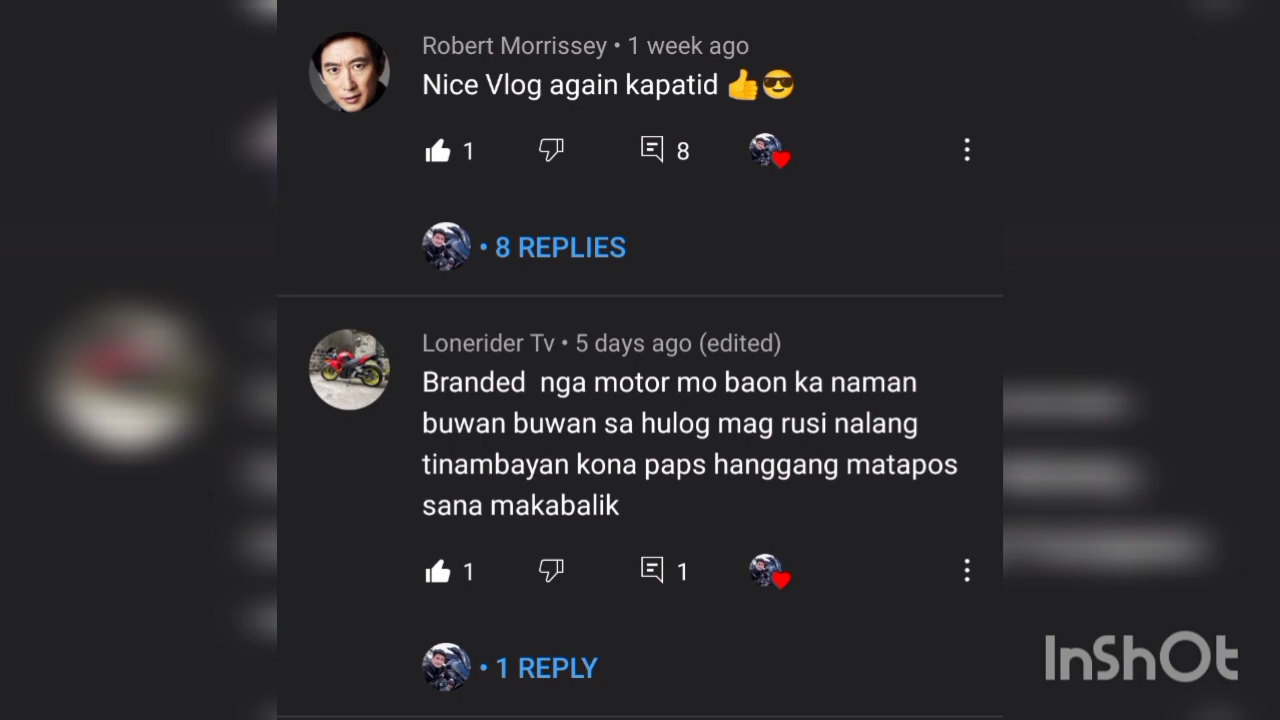 Robert Morrissey • 1 week ago
Nice Vlog again kapatid 👍😎
1 8
• 8 REPLIES
Lonerider Tv • 5 days ago (edited)
Branded nga motor mo baon ka naman
buwan buwan sa hulog mag rusi nalang
tinambayan kona paps hanggang matapos
sana makabalik
1 1
• 1 REPLY
InShOt